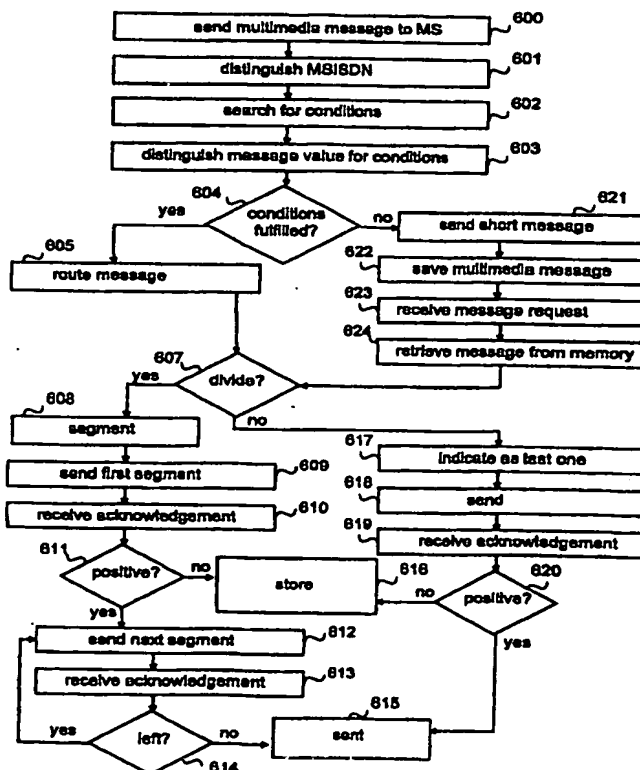 send multimedia message to MS
600
distinguish MSISDN
601
search for conditions
602
distinguish message value for conditions
603
604
conditions
fulfilled?
yes
no
605
route message
621
send short message
622
save multimedia message
623
receive message request
624
retrieve message from memory
607
divide?
yes
no
608
segment
send first segment
609
receive acknowledgement
610
611
positive?
no
yes
617
indicate as last one
618
send
619
receive acknowledgement
620
positive?
no
yes
616
store
send next segment
612
receive acknowledgement
613
left?
yes
no
614
615
sent